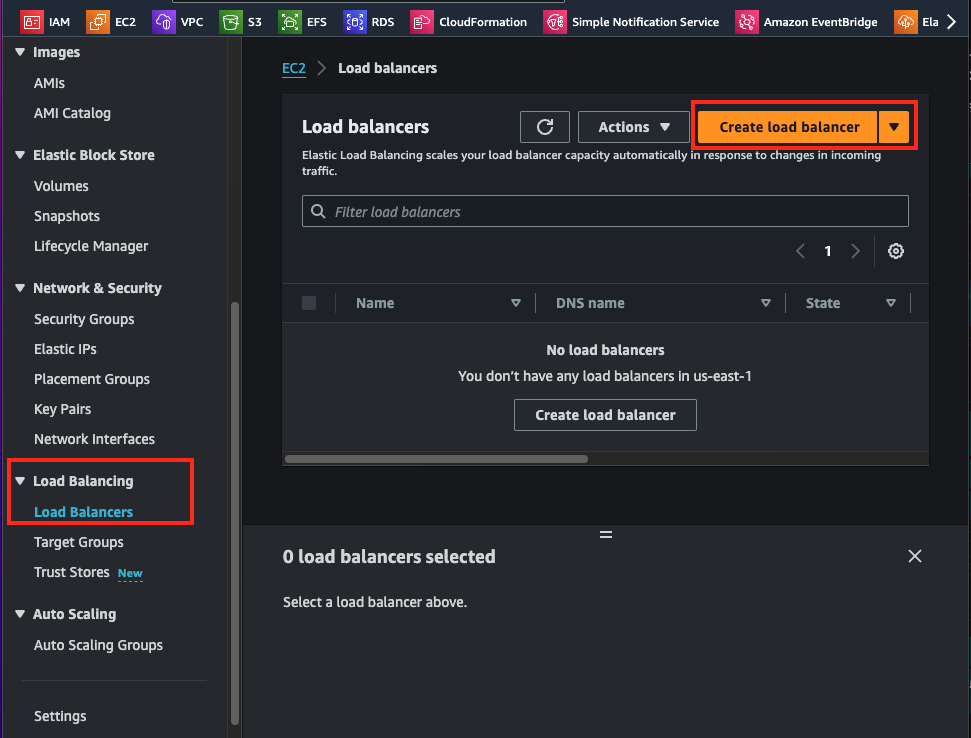 IAM EC2 VPC S3 EFS RDS CloudFormation Simple Notification Service Amazon EventBridge Ela
Images
AMIs
AMI Catalog
Elastic Block Store
Volumes
Snapshots
Lifecycle Manager
Network & Security
Security Groups
Elastic IPs
Placement Groups
Key Pairs
Network Interfaces
Load Balancing
Load Balancers
Target Groups
Trust Stores New
Auto Scaling
Auto Scaling Groups
Settings
EC2 Load balancers
Load balancers Actions Create load balancer
Elastic Load Balancing scales your load balancer capacity automatically in response to changes in incoming
traffic.
Filter load balancers
1
Name DNS name State
No load balancers
You don't have any load balancers in us-east-1
Create load balancer
0 load balancers selected
Select a load balancer above.